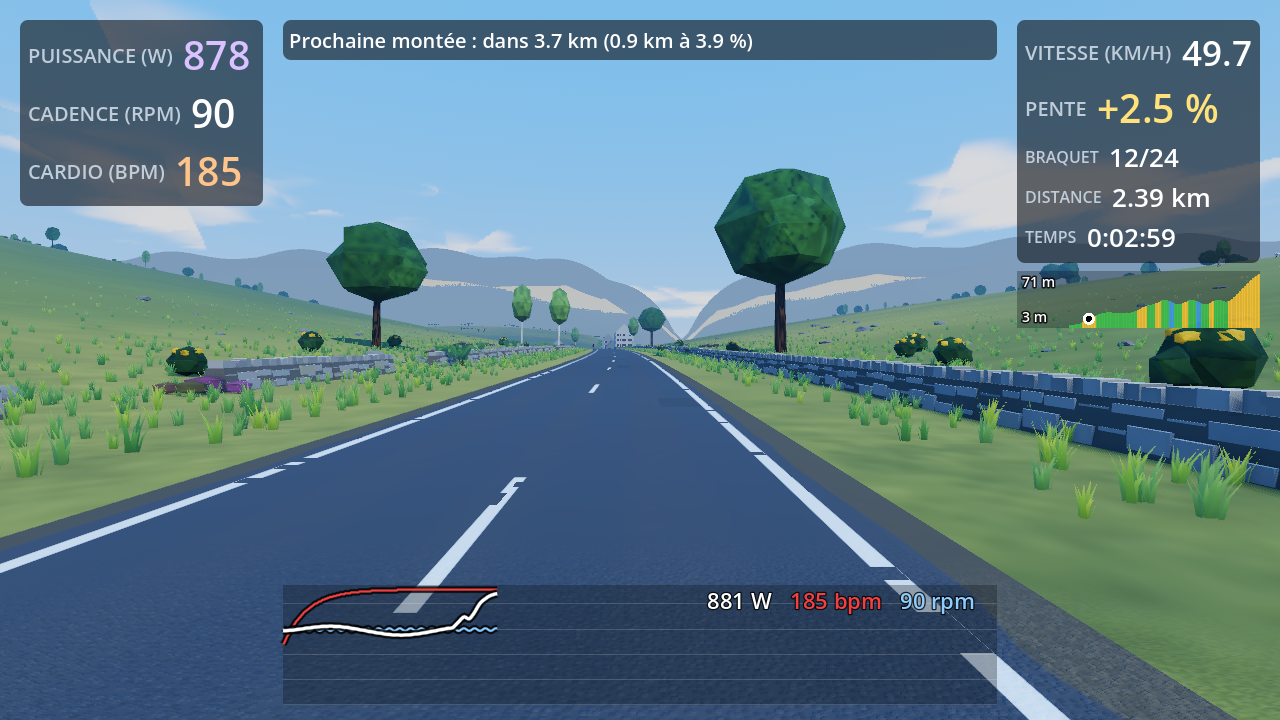 PUISSANCE (W) 878
CADENCE (RPM) 90
CARDIO (BPM) 185
Prochaine montée : dans 3.7 km (0.9 km à 3.9 %)
VITESSE (KM/H) 49.7
PENTE +2.5 %
BRAQUET 12/24
DISTANCE 2.39 km
TEMPS 0:02:59
71 m
3 m
881 W 185 bpm 90 rpm